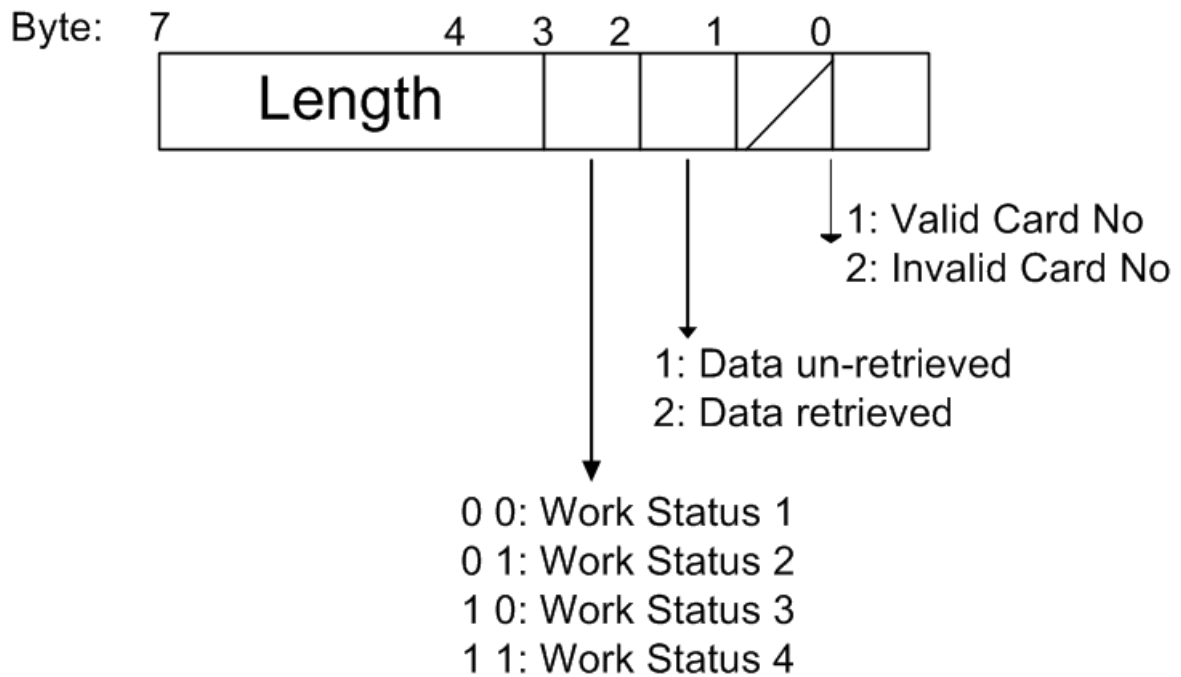 Byte: 7 4 3 2 1 0
Length
1: Valid Card No
2: Invalid Card No
1: Data un-retrieved
2: Data retrieved
0 0: Work Status 1
0 1: Work Status 2
1 0: Work Status 3
1 1: Work Status 4